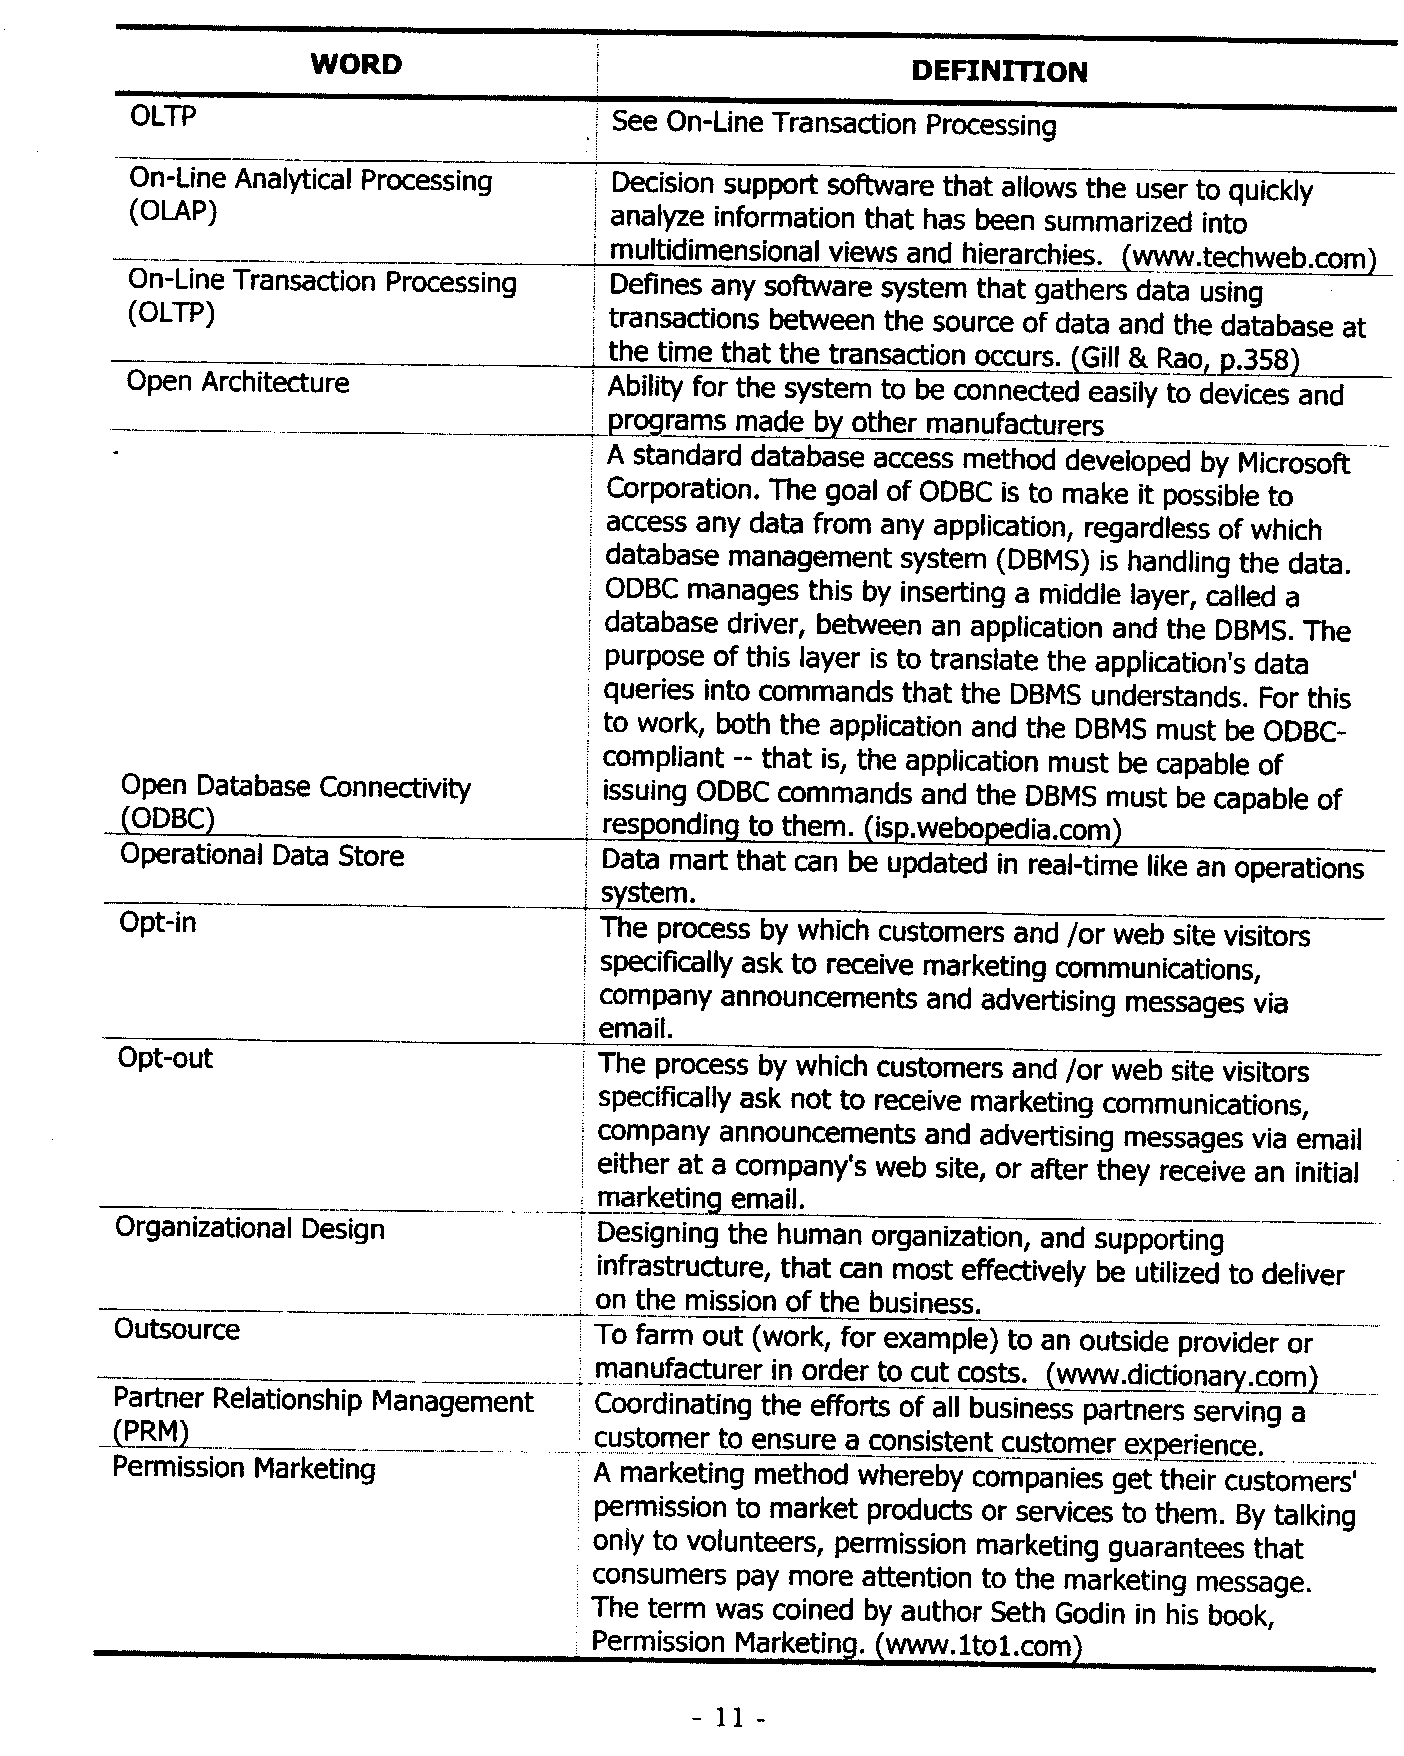 WORD DEFINITION
OLTP See On-Line Transaction Processing
On-Line Analytical Processing Decision support software that allows the user to quickly
(OLAP) analyze information that has been summarized into
multidimensional views and hierarchies. (www.techweb.com)
On-Line Transaction Processing Defines any software system that gathers data using
(OLTP) transactions between the source of data and the database at
the time that the transaction occurs. (Gill & Rao, p.358)
Open Architecture Ability for the system to be connected easily to devices and
programs made by other manufacturers
A standard database access method developed by Microsoft
Corporation. The goal of ODBC is to make it possible to
access any data from any application, regardless of which
database management system (DBMS) is handling the data.
ODBC manages this by inserting a middle layer, called a
database driver, between an application and the DBMS. The
purpose of this layer is to translate the application's data
queries into commands that the DBMS understands. For this
to work, both the application and the DBMS must be ODBC-
compliant -- that is, the application must be capable of
Open Database Connectivity issuing ODBC commands and the DBMS must be capable of
(ODBC) responding to them. (isp.webopedia.com)
Operational Data Store Data mart that can be updated in real-time like an operations
system.
Opt-in The process by which customers and /or web site visitors
specifically ask to receive marketing communications,
company announcements and advertising messages via
email.
Opt-out The process by which customers and /or web site visitors
specifically ask not to receive marketing communications,
company announcements and advertising messages via email
either at a company's web site, or after they receive an initial
marketing email.
Organizational Design Designing the human organization, and supporting
infrastructure, that can most effectively be utilized to deliver
on the mission of the business.
Outsource To farm out (work, for example) to an outside provider or
manufacturer in order to cut costs. (www.dictionary.com)
Partner Relationship Management Coordinating the efforts of all business partners serving a
(PRM) customer to ensure a consistent customer experience.
Permission Marketing A marketing method whereby companies get their customers'
permission to market products or services to them. By talking
only to volunteers, permission marketing guarantees that
consumers pay more attention to the marketing message.
The term was coined by author Seth Godin in his book,
Permission Marketing. (www.1to1.com)
- 11 -